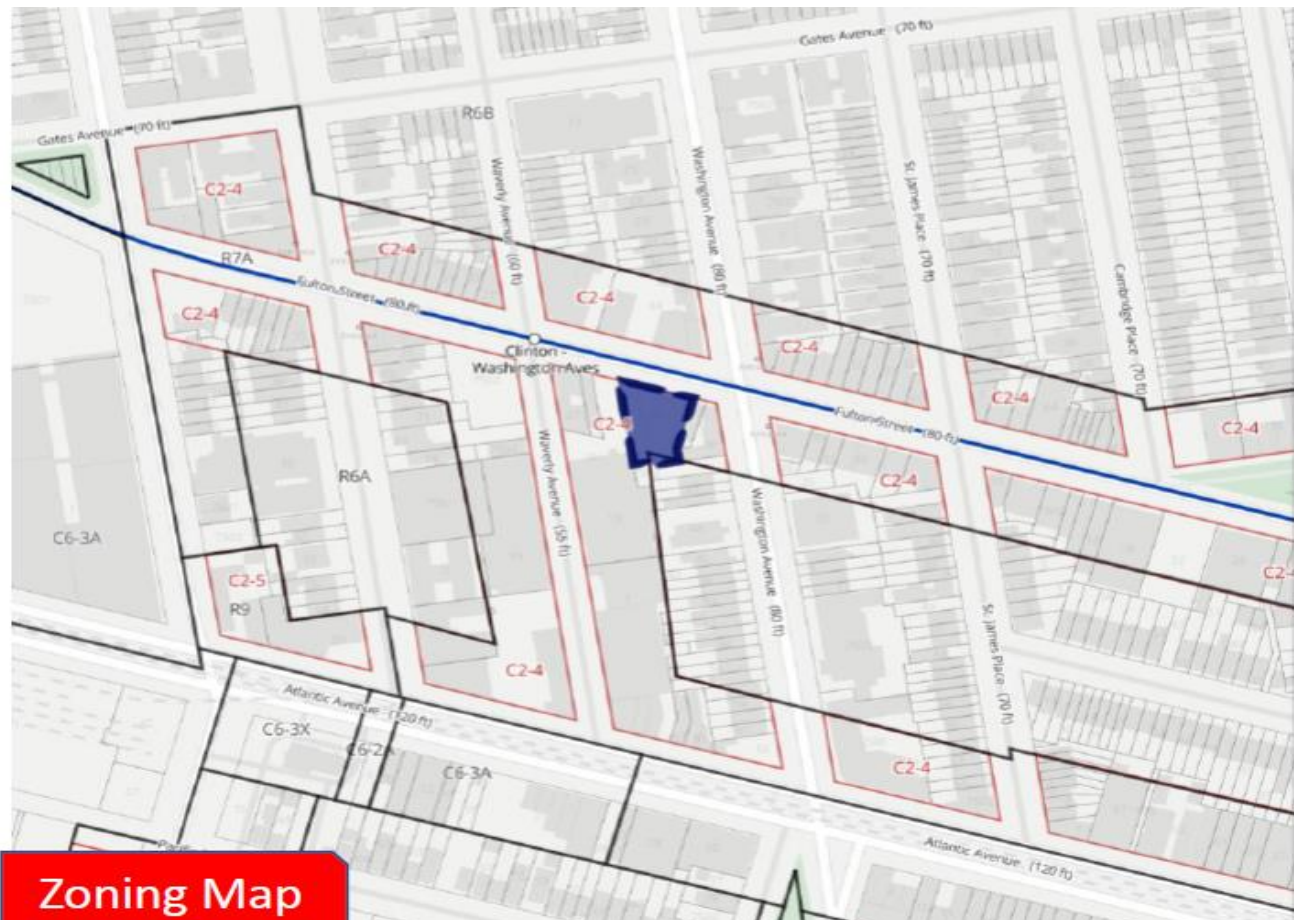 Gates Avenue (70 ft)
Gates Avenue (70 ft)
R6B
C2-4
Waverly Avenue (60 ft)
Washington Avenue (80 ft)
St. James Place (70 ft)
Cambridge Place (70 ft)
C2-4
R7A
Fulton Street (80 ft)
C2-4
C2-4
C2-4
Clinton -
Washington Aves
C2-4
C2-4
C2-4
C2-4
Fulton Street (80 ft)
R6A
Waverly Avenue (55 ft)
C2-4
Washington Avenue (80 ft)
C6-3A
C2-5
R9
St. James Place (70 ft)
C2-4
C2-4
Atlantic Avenue (120 ft)
C6-3X
C6-2A
C6-3A
C2-4
Atlantic Avenue (120 ft)
Zoning Map